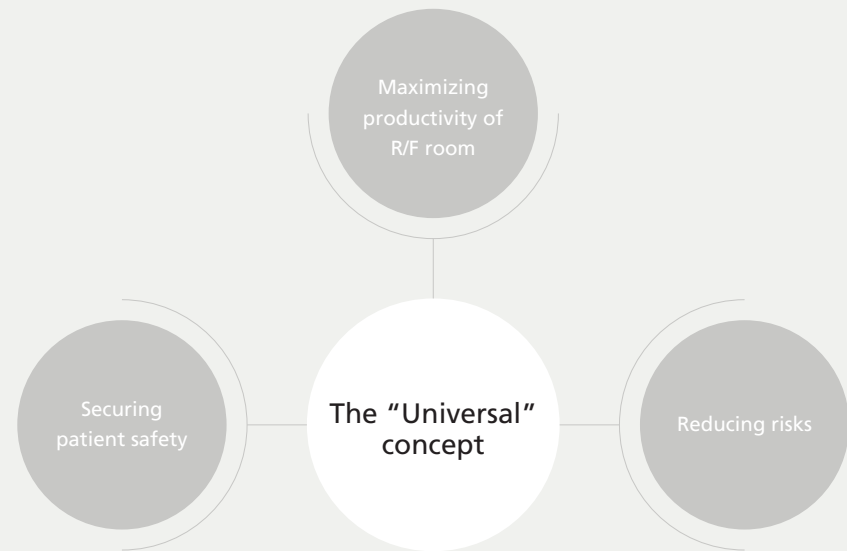 Maximizing
productivity of
R/F room
Securing
patient safety
The “Universal”
concept
Reducing risks